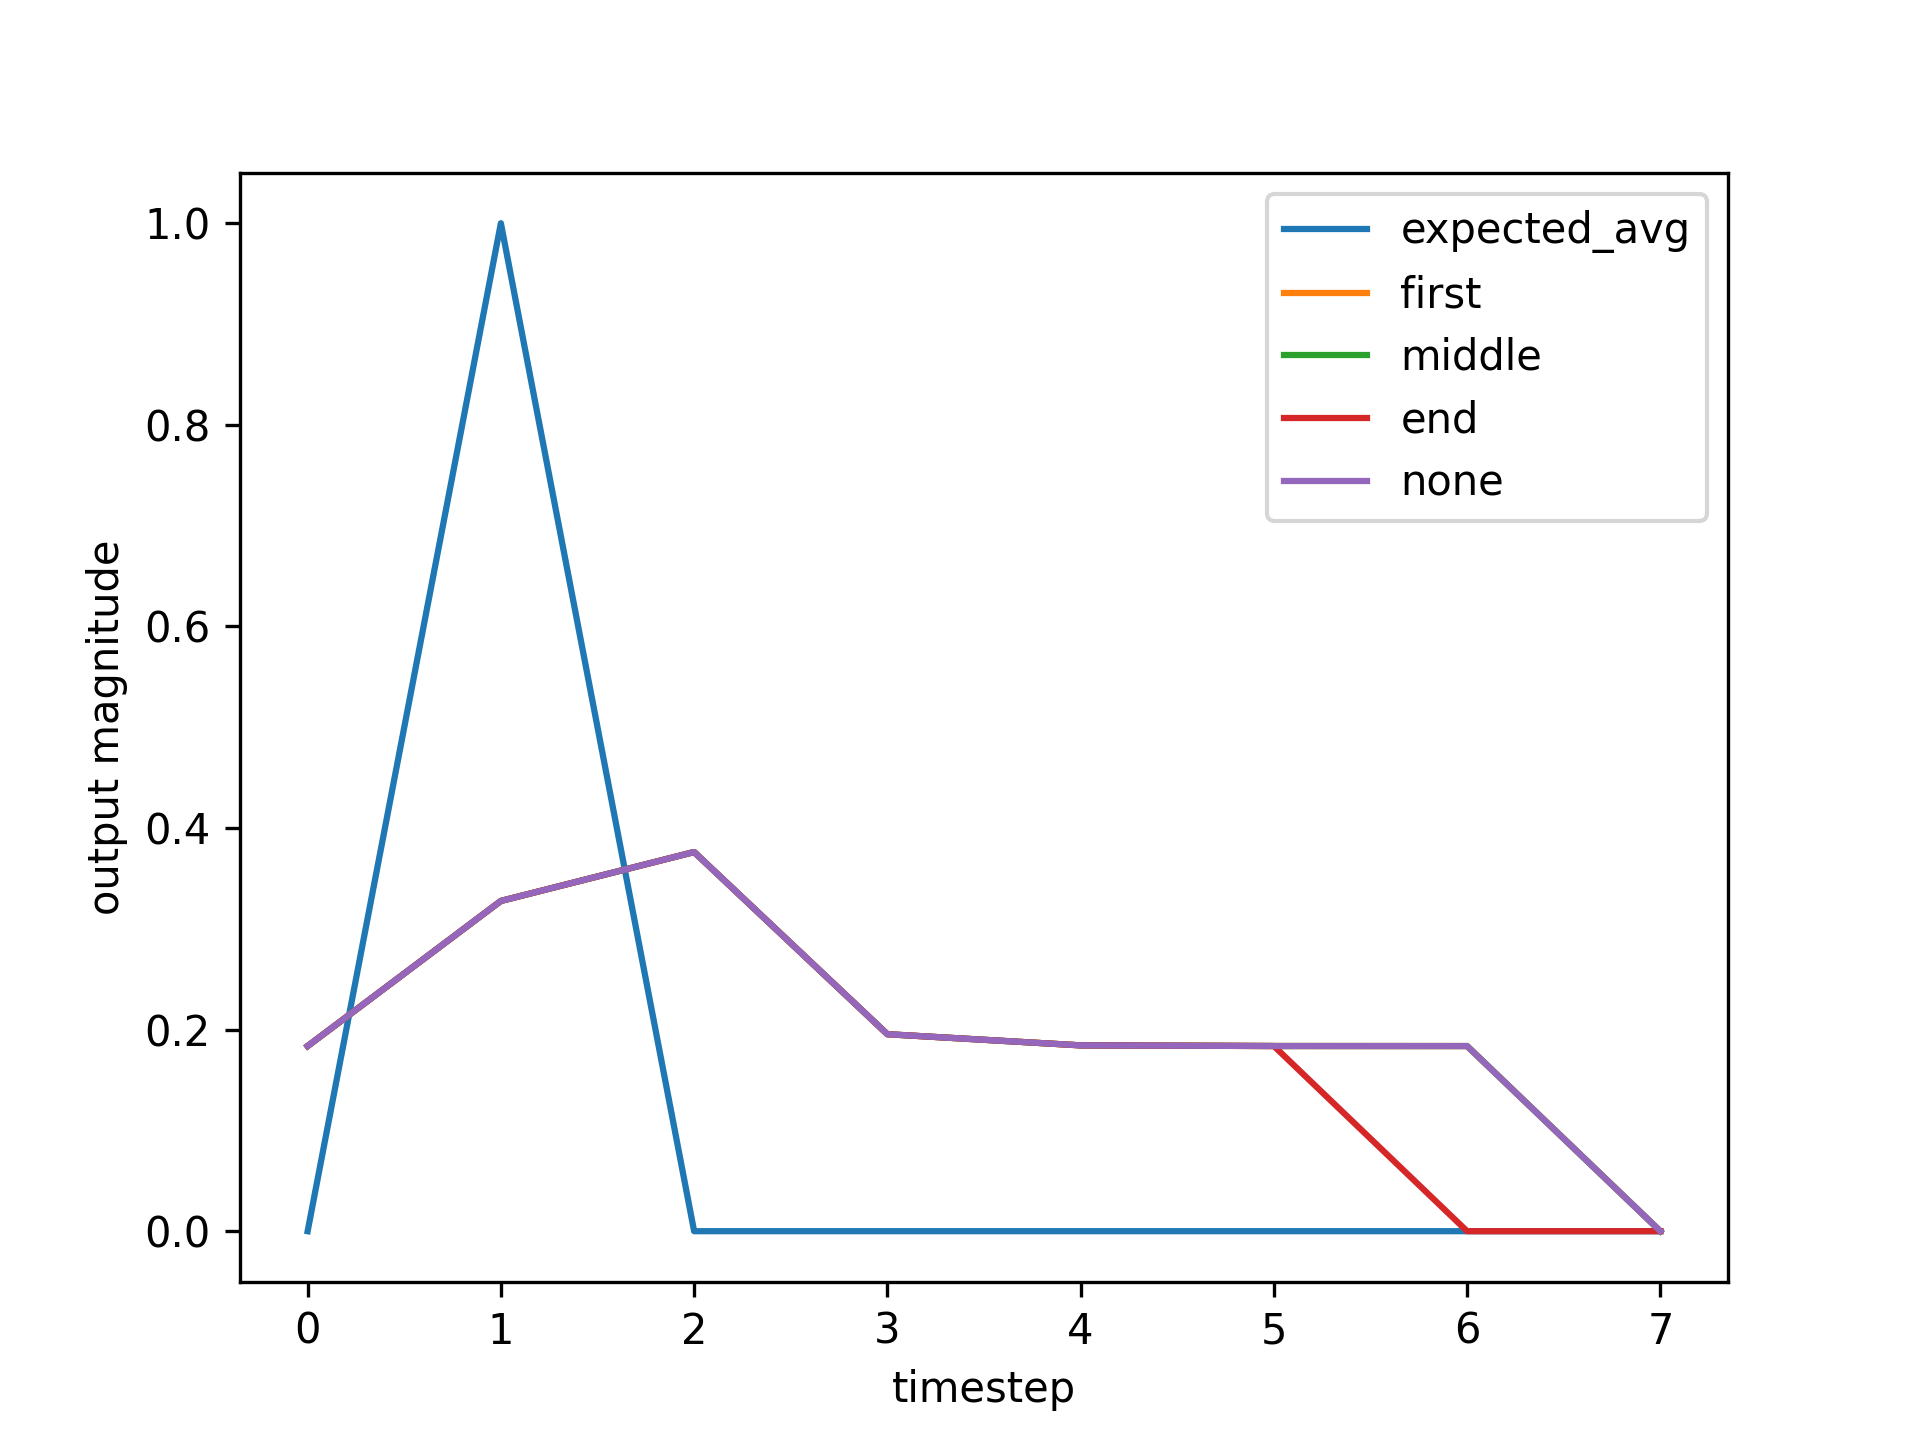 expected_avg
first
middle
end
none
1.0
0.8
0.6
0.4
0.2
0.0
output magnitude
0 1 2 3 4 5 6 7
timestep